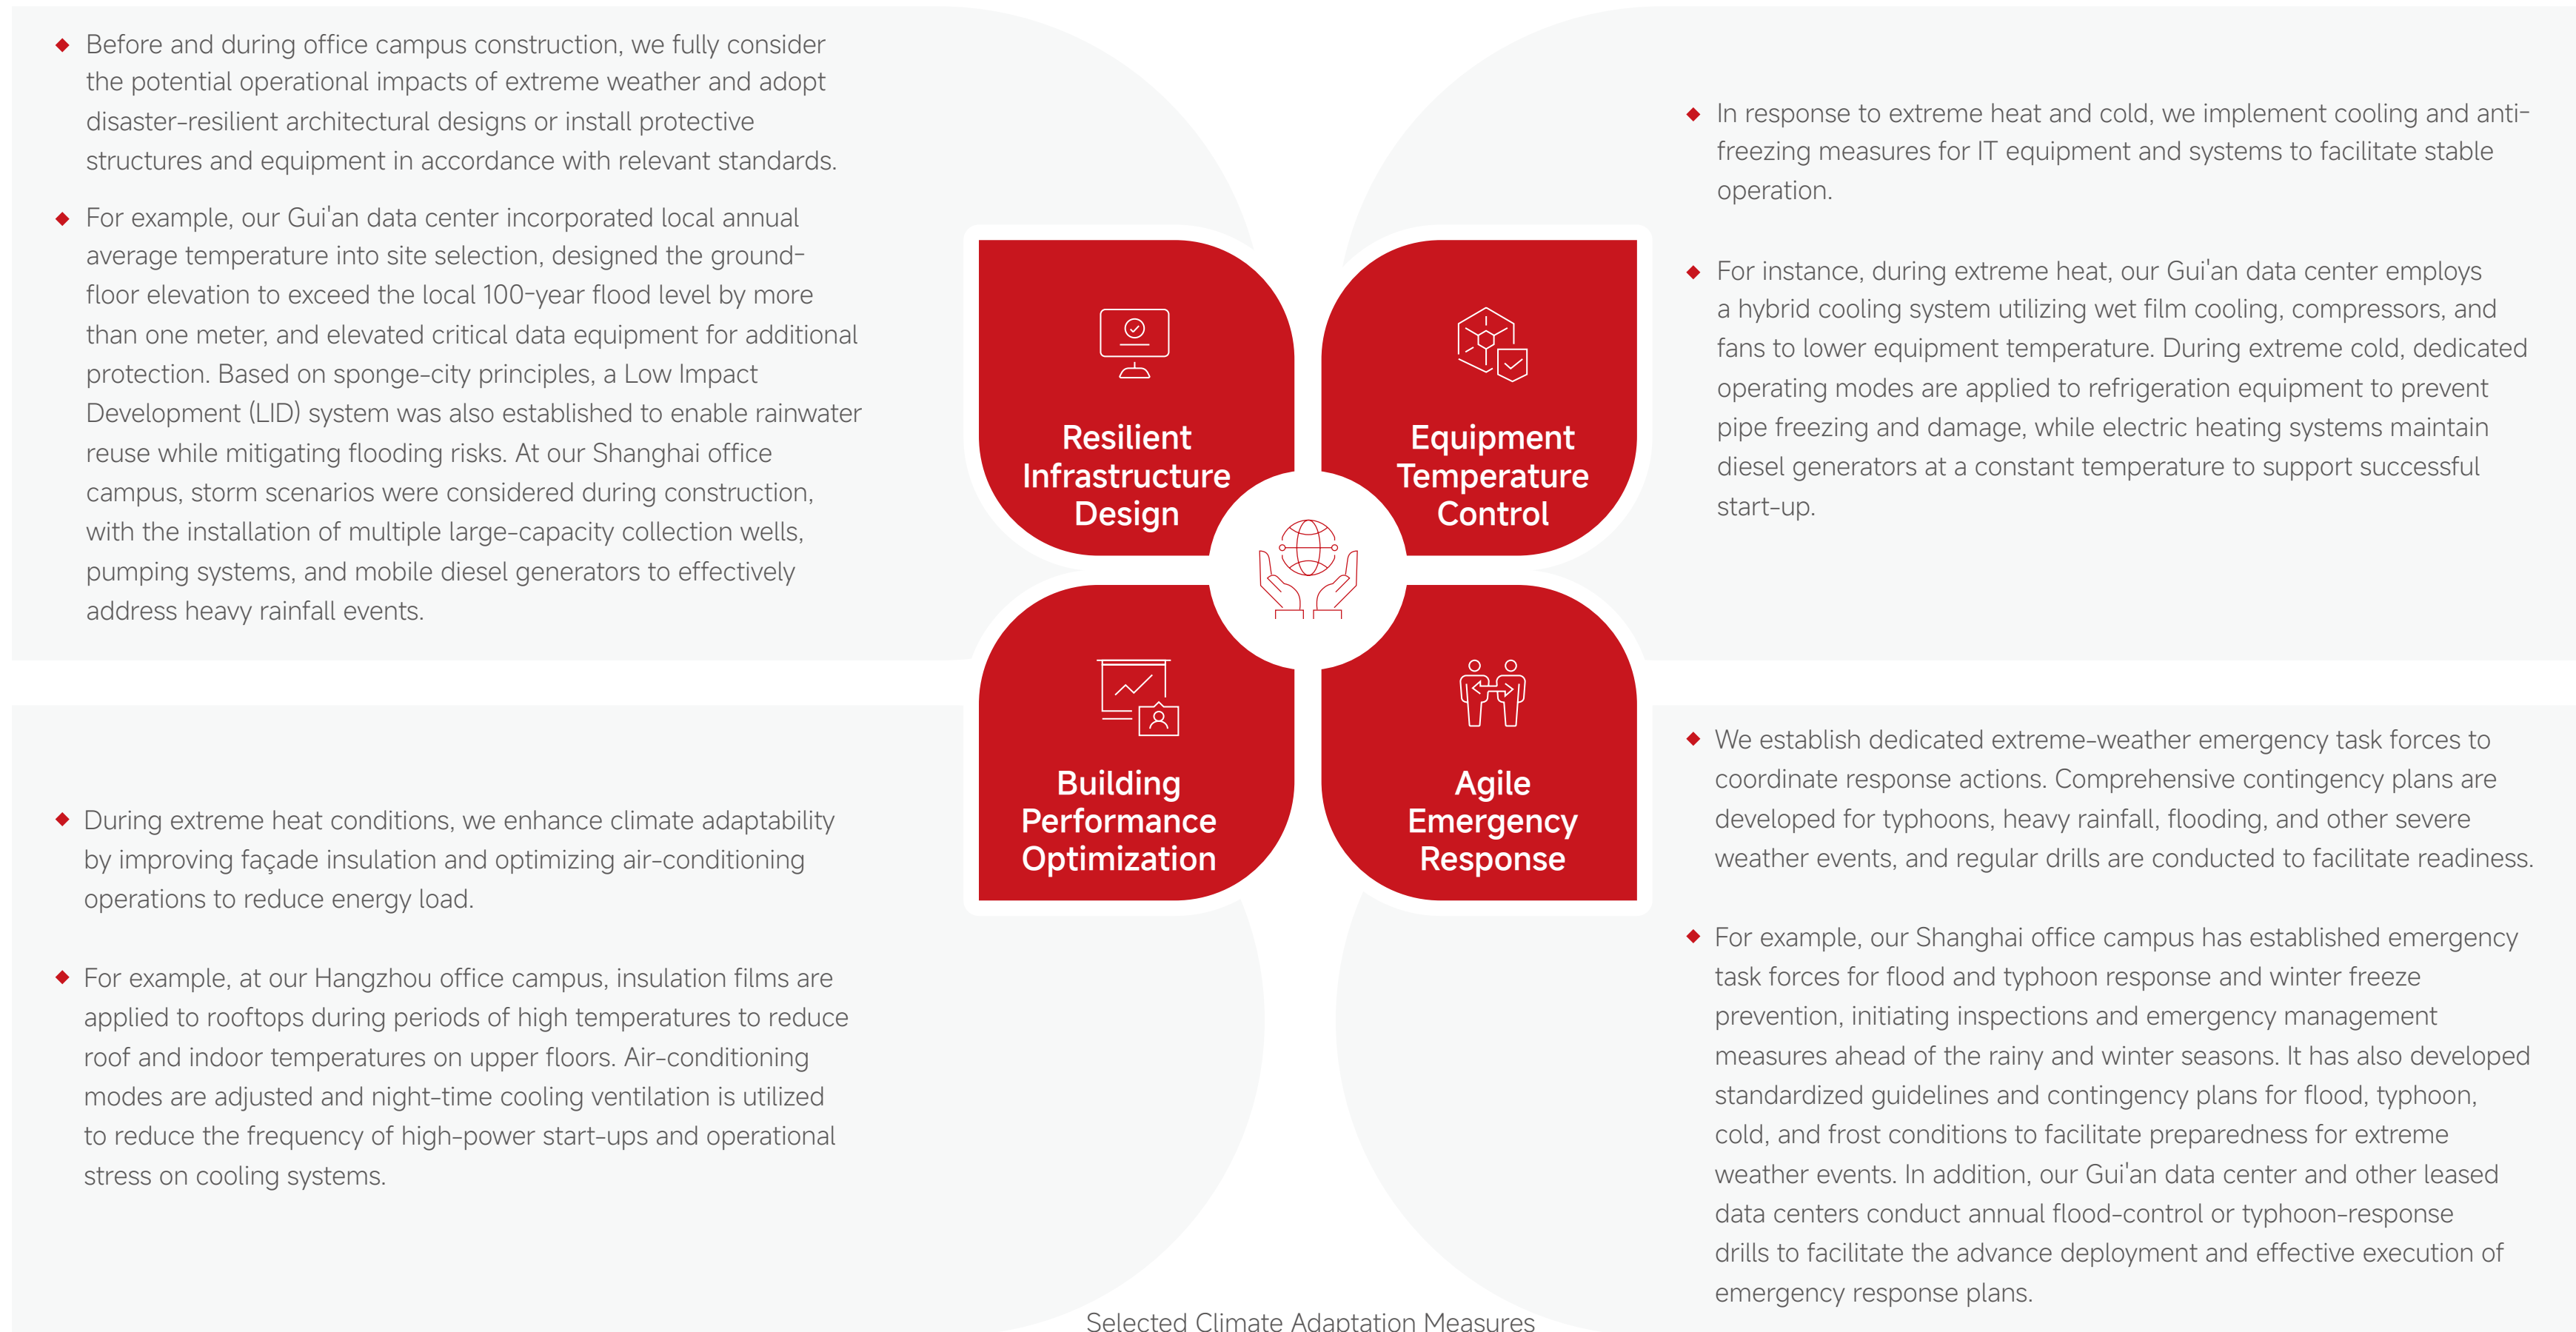 Before and during office campus construction, we fully consider
the potential operational impacts of extreme weather and adopt
disaster-resilient architectural designs or install protective
structures and equipment in accordance with relevant standards.
For example, our Gui'an data center incorporated local annual
average temperature into site selection, designed the ground-
floor elevation to exceed the local 100-year flood level by more
than one meter, and elevated critical data equipment for additional
protection. Based on sponge-city principles, a Low Impact
Development (LID) system was also established to enable rainwater
reuse while mitigating flooding risks. At our Shanghai office
campus, storm scenarios were considered during construction,
with the installation of multiple large-capacity collection wells,
pumping systems, and mobile diesel generators to effectively
address heavy rainfall events.
Resilient
Infrastructure
Design
Equipment
Temperature
Control
In response to extreme heat and cold, we implement cooling and anti-
freezing measures for IT equipment and systems to facilitate stable
operation.
For instance, during extreme heat, our Gui'an data center employs
a hybrid cooling system utilizing wet film cooling, compressors, and
fans to lower equipment temperature. During extreme cold, dedicated
operating modes are applied to refrigeration equipment to prevent
pipe freezing and damage, while electric heating systems maintain
diesel generators at a constant temperature to support successful
start-up.
During extreme heat conditions, we enhance climate adaptability
by improving façade insulation and optimizing air-conditioning
operations to reduce energy load.
For example, at our Hangzhou office campus, insulation films are
applied to rooftops during periods of high temperatures to reduce
roof and indoor temperatures on upper floors. Air-conditioning
modes are adjusted and night-time cooling ventilation is utilized
to reduce the frequency of high-power start-ups and operational
stress on cooling systems.
Building
Performance
Optimization
Agile
Emergency
Response
We establish dedicated extreme-weather emergency task forces to
coordinate response actions. Comprehensive contingency plans are
developed for typhoons, heavy rainfall, flooding, and other severe
weather events, and regular drills are conducted to facilitate readiness.
For example, our Shanghai office campus has established emergency
task forces for flood and typhoon response and winter freeze
prevention, initiating inspections and emergency management
measures ahead of the rainy and winter seasons. It has also developed
standardized guidelines and contingency plans for flood, typhoon,
cold, and frost conditions to facilitate preparedness for extreme
weather events. In addition, our Gui'an data center and other leased
data centers conduct annual flood-control or typhoon-response
drills to facilitate the advance deployment and effective execution of
emergency response plans.
Selected Climate Adaptation Measures